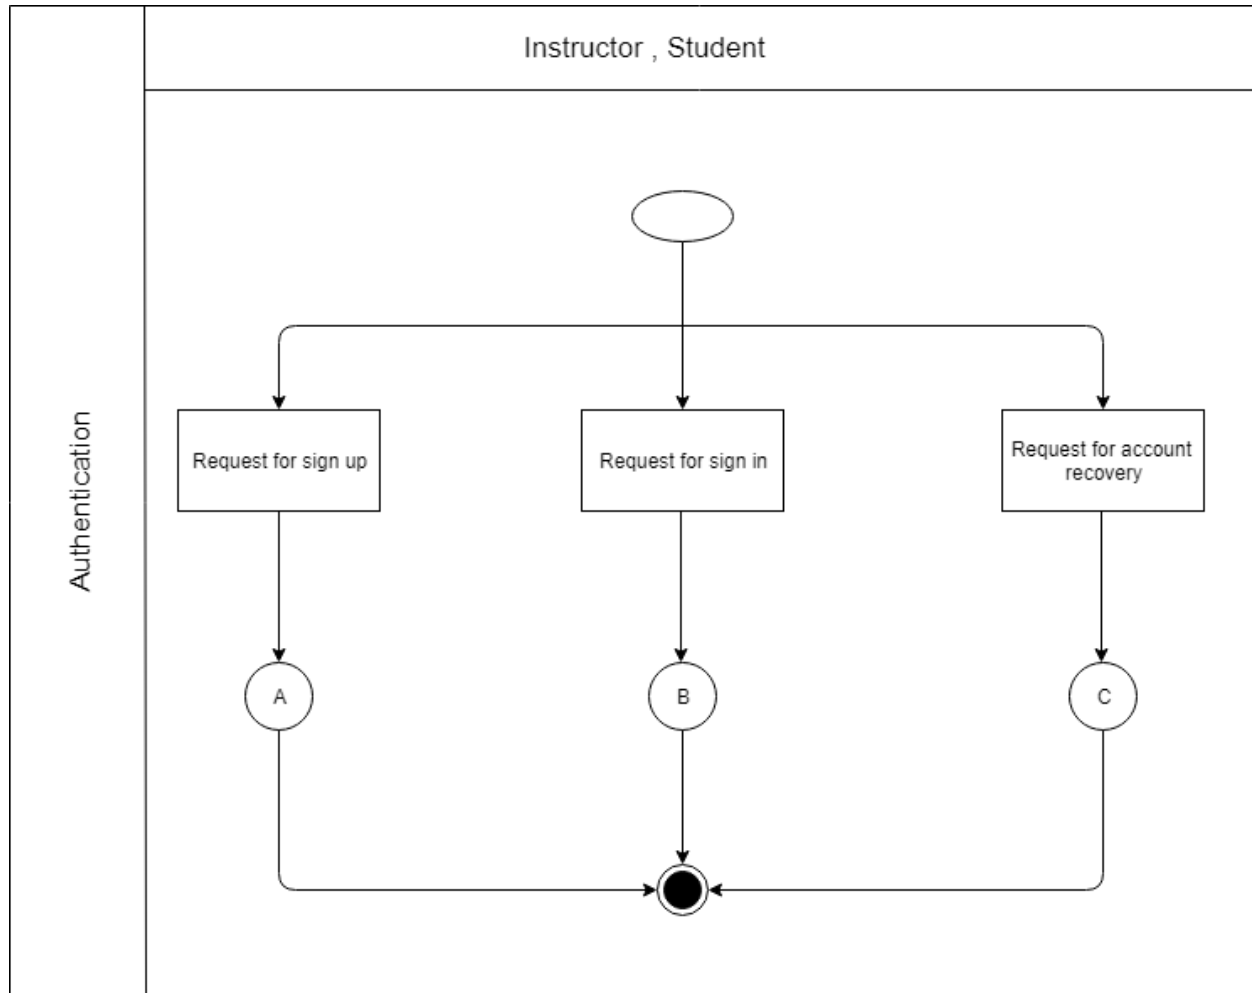 Instructor , Student
Authentication
Request for sign up
Request for sign in
Request for account
recovery
A
B
C